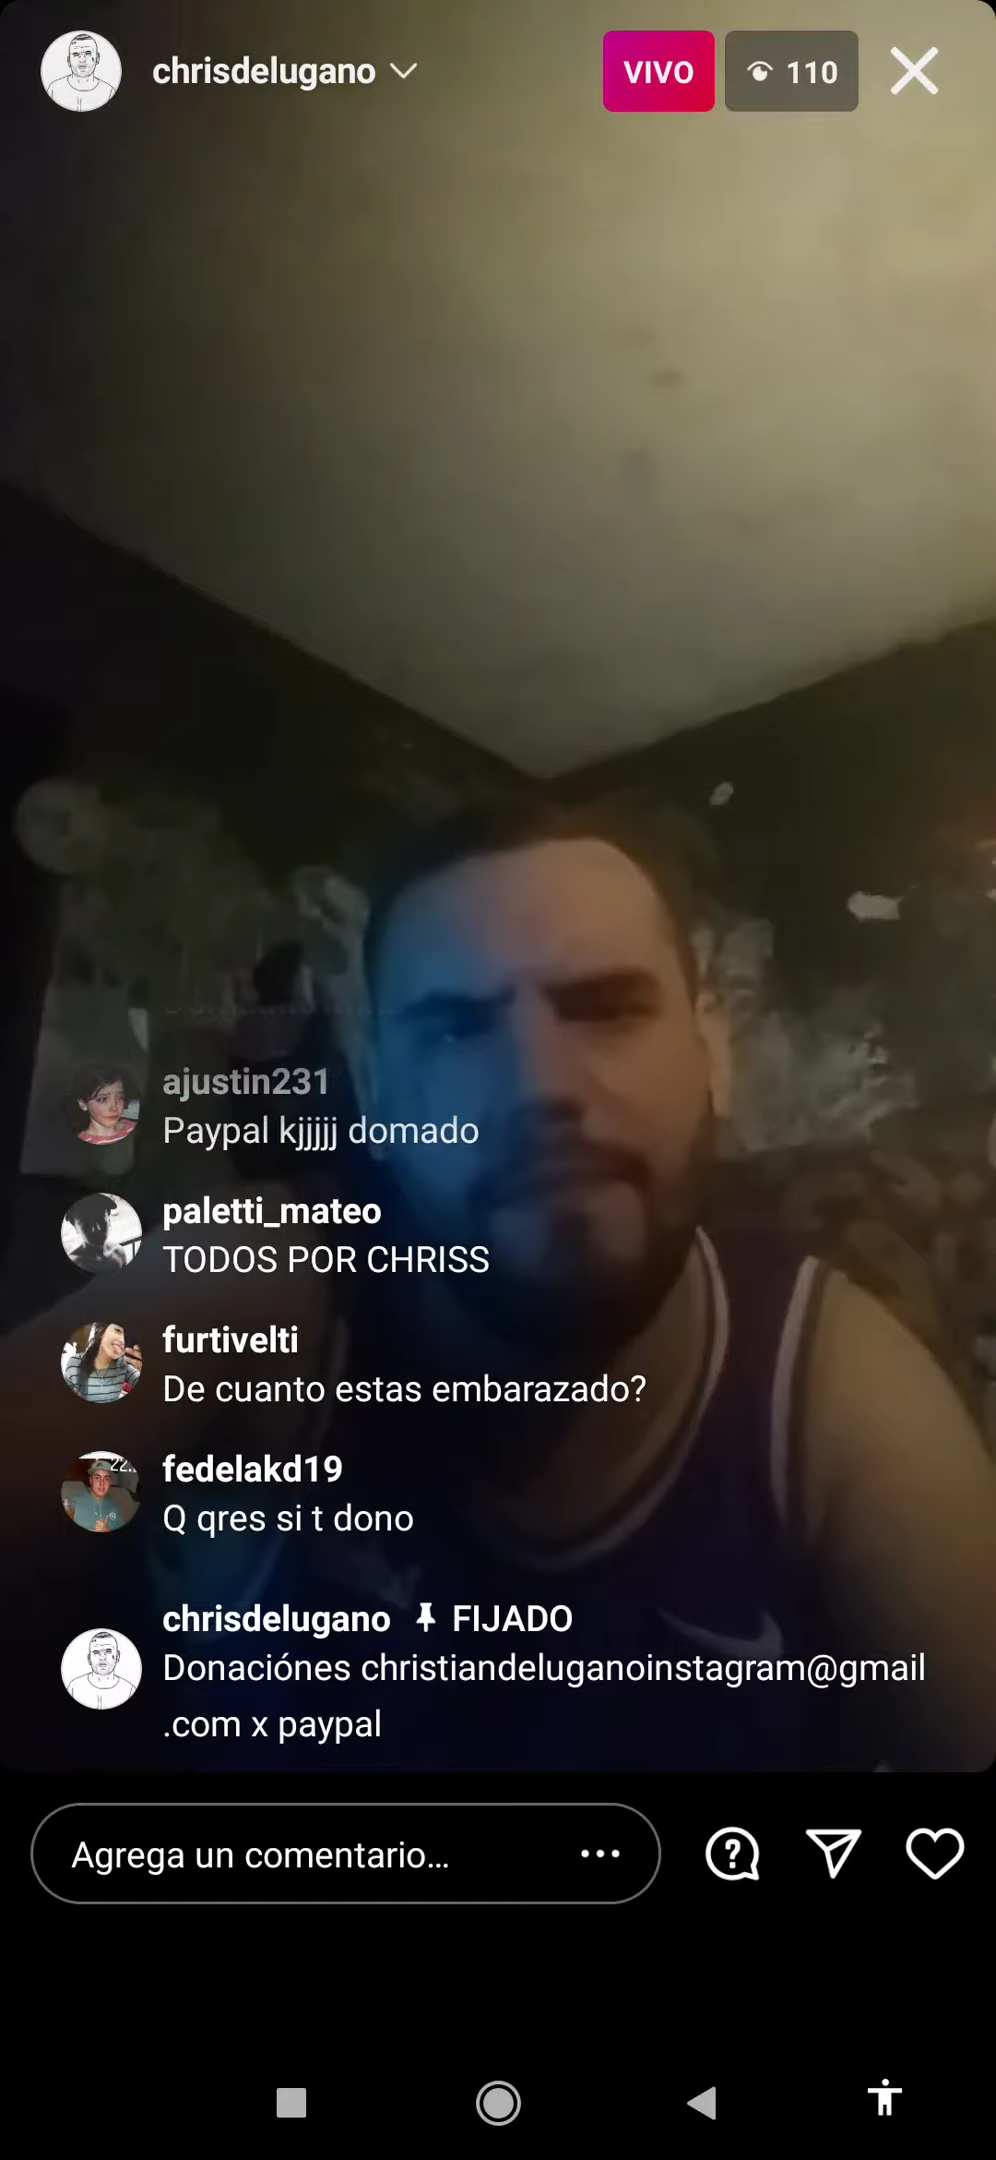 chrisdelugano
VIVO
110
ajustin231
Paypal kjjjjj domado
paletti_mateo
TODOS POR CHRISS
furtivelti
De cuanto estas embarazado?
fedelakd19
Q qres si t dono
chrisdelugano FIJADO
Donaciónes christiandeluganoinstagram@gmail
.com x paypal
Agrega un comentario...